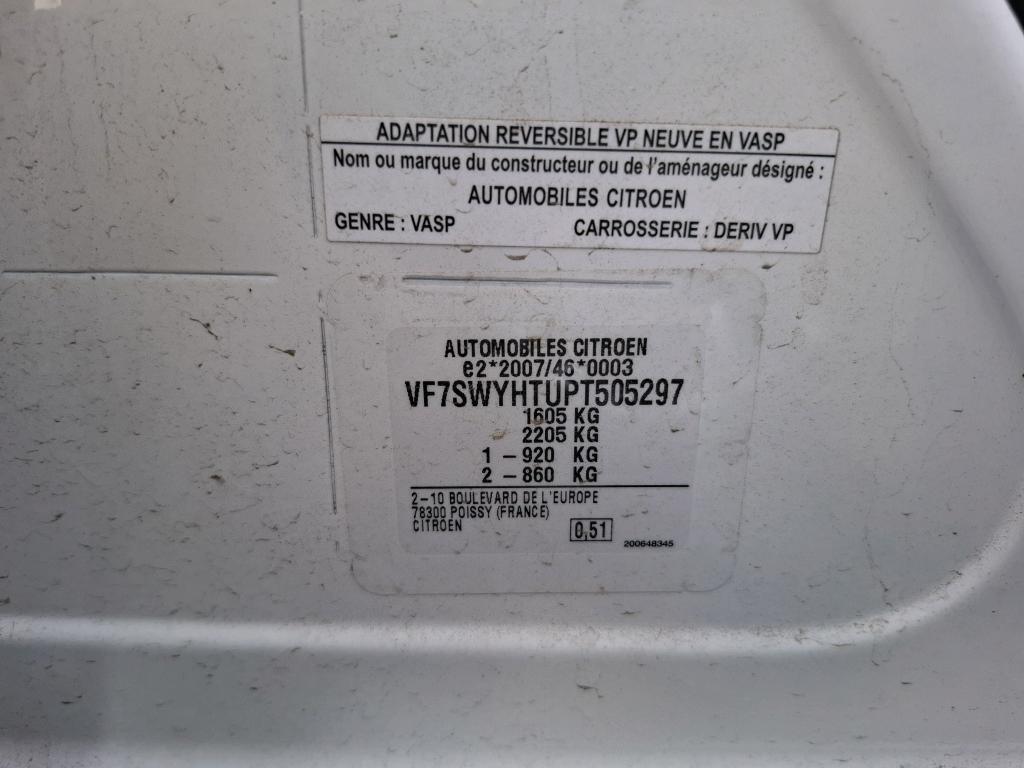 ADAPTATION REVERSIBLE VP NEUVE EN VASP
Nom ou marque du constructeur ou de l'aménageur désigné :
AUTOMOBILES CITROEN
GENRE : VASP CARROSSERIE : DERIV VP
AUTOMOBILES CITROEN
e2*2007/46*0003
VF7SWYHTUPT505297
1605 KG
2205 KG
1 - 920 KG
2 - 860 KG
2-10 BOULEVARD DE L'EUROPE
78300 POISSY (FRANCE)
CITROEN
0,51
200648345